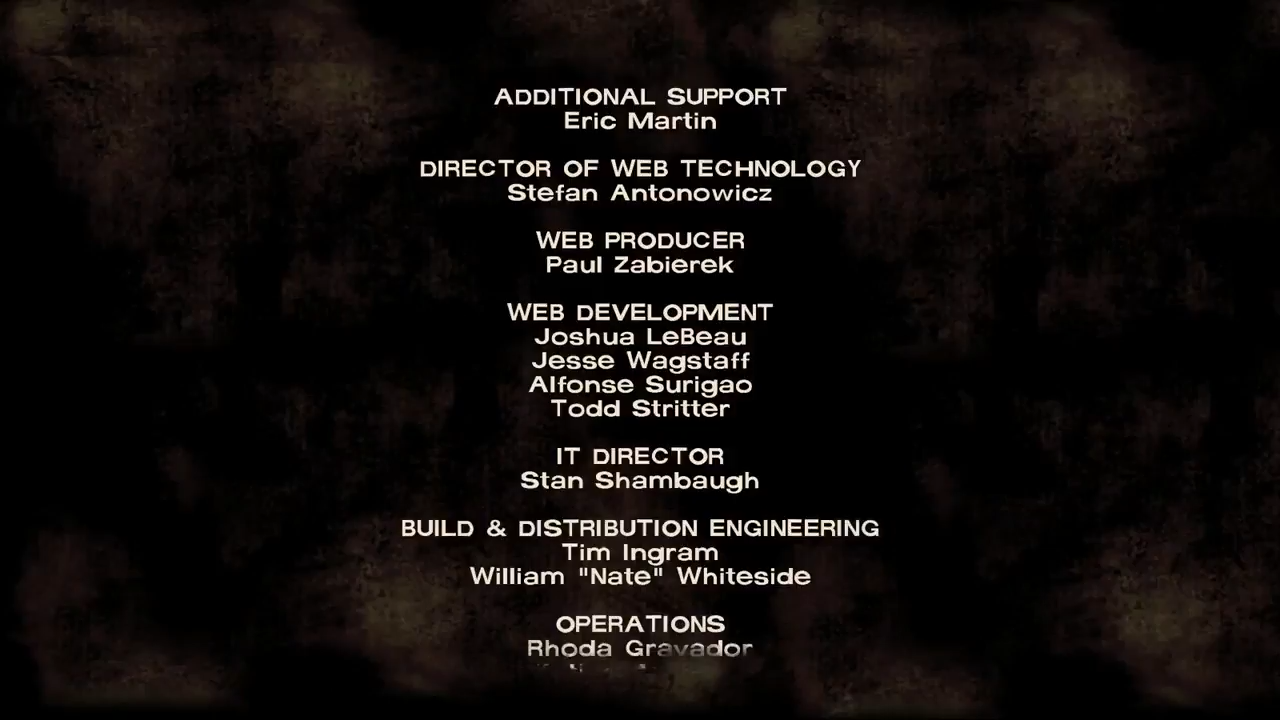 ADDITIONAL SUPPORT
Eric Martin
DIRECTOR OF WEB TECHNOLOGY
Stefan Antonowicz
WEB PRODUCER
Paul Zabierek
WEB DEVELOPMENT
Joshua LeBeau
Jesse Wagstaff
Alfonse Surigao
Todd Stritter
IT DIRECTOR
Stan Shambaugh
BUILD & DISTRIBUTION ENGINEERING
Tim Ingram
William "Nate" Whiteside
OPERATIONS
Rhoda Gravador